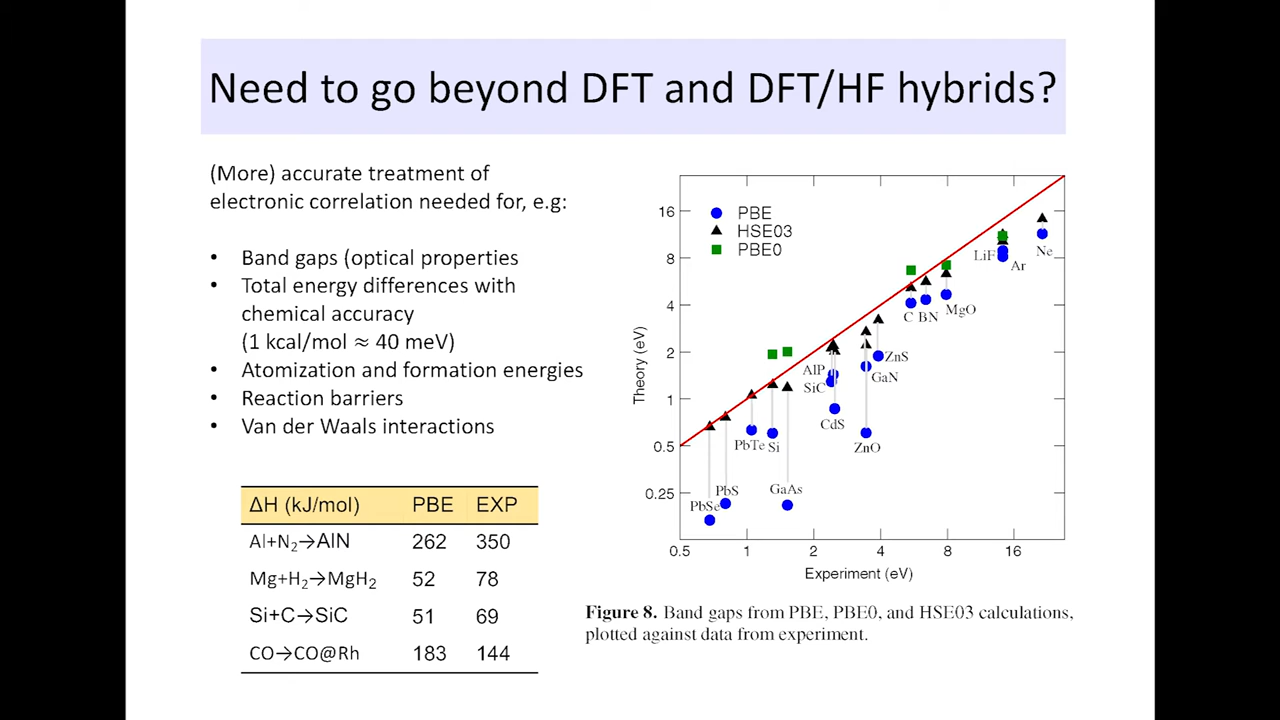 Need to go beyond DFT and DFT/HF hybrids?
(More) accurate treatment of
electronic correlation needed for, e.g:
• Band gaps (optical properties
• Total energy differences with
chemical accuracy
(1 kcal/mol ≈ 40 meV)
• Atomization and formation energies
• Reaction barriers
• Van der Waals interactions
ΔH (kJ/mol) PBE EXP
Al+N₂→AlN 262 350
Mg+H₂→MgH₂ 52 78
Si+C→SiC 51 69
CO→CO@Rh 183 144
PBE
HSE03
PBE0
Theory (eV)
16
8
4
2
1
0.5
0.25
LiF
Ar
Ne
C BN
MgO
ZnS
GaN
AlP
SiC
CdS
ZnO
PbTe
Si
GaAs
PbS
PbSe
0.5 1 2 4 8 16
Experiment (eV)
Figure 8. Band gaps from PBE, PBE0, and HSE03 calculations,
plotted against data from experiment.